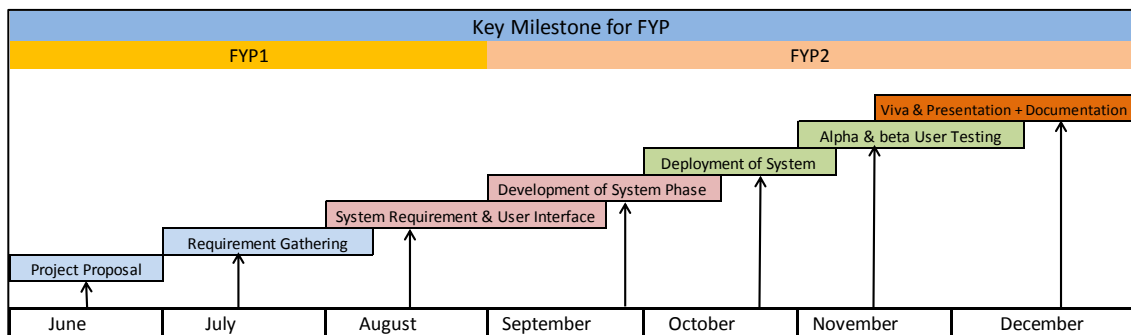 Key Milestone for FYP
FYP1 FYP2
Viva & Presentation + Documentation
Alpha & beta User Testing
Deployment of System
Development of System Phase
System Requirement & User Interface
Requirement Gathering
Project Proposal
June July August September October November December